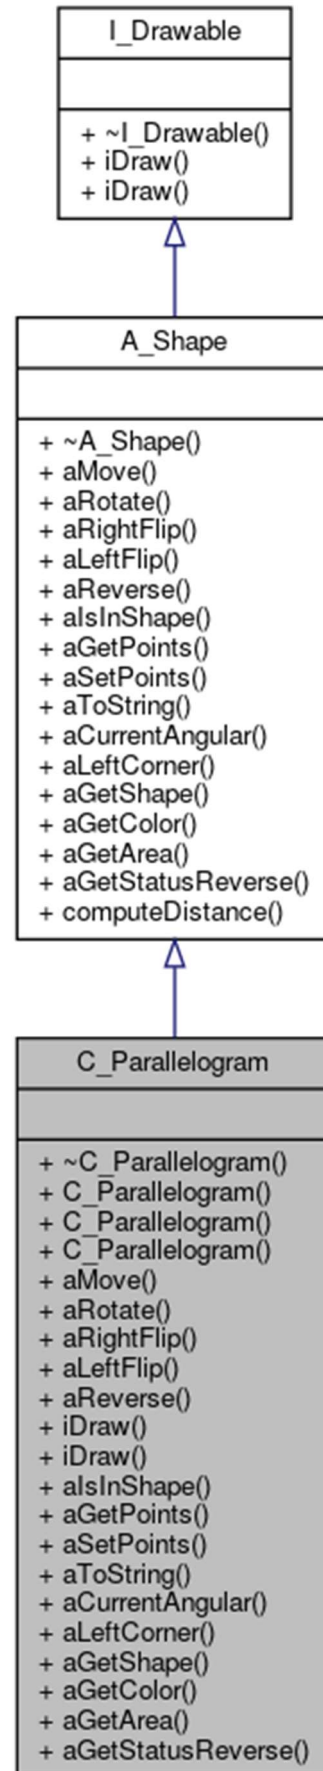 I_Drawable
+ ~I_Drawable()
+ iDraw()
+ iDraw()
A_Shape
+ ~A_Shape()
+ aMove()
+ aRotate()
+ aRightFlip()
+ aLeftFlip()
+ aReverse()
+ aIsInShape()
+ aGetPoints()
+ aSetPoints()
+ aToString()
+ aCurrentAngular()
+ aLeftCorner()
+ aGetShape()
+ aGetColor()
+ aGetArea()
+ aGetStatusReverse()
+ computeDistance()
C_Parallelogram
+ ~C_Parallelogram()
+ C_Parallelogram()
+ C_Parallelogram()
+ C_Parallelogram()
+ aMove()
+ aRotate()
+ aRightFlip()
+ aLeftFlip()
+ aReverse()
+ iDraw()
+ iDraw()
+ aIsInShape()
+ aGetPoints()
+ aSetPoints()
+ aToString()
+ aCurrentAngular()
+ aLeftCorner()
+ aGetShape()
+ aGetColor()
+ aGetArea()
+ aGetStatusReverse()